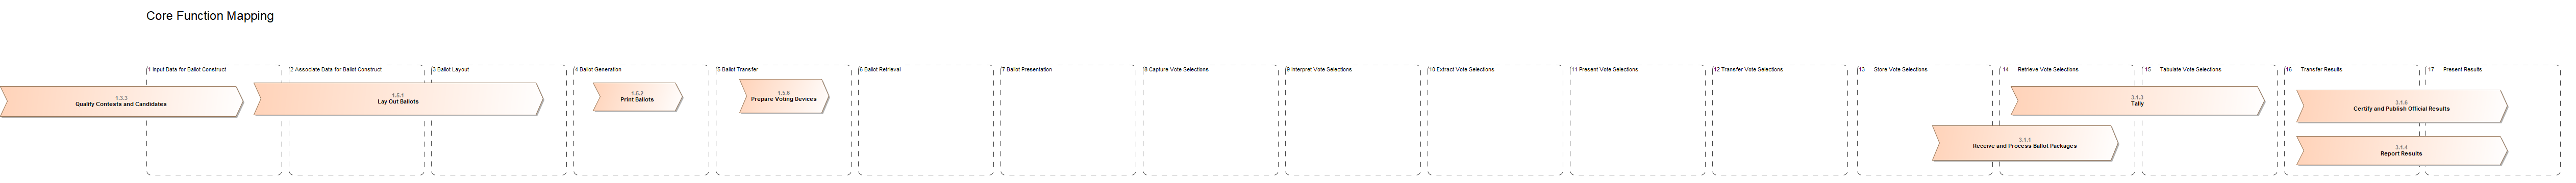 Core Function Mapping
1 Input Data for Ballot Construct
2 Associate Data for Ballot Construct
3 Ballot Layout
4 Ballot Generation
5 Ballot Transfer
6 Ballot Retrieval
7 Ballot Presentation
8 Capture Vote Selections
9 Interpret Vote Selections
10 Extract Vote Selections
11 Present Vote Selections
12 Transfer Vote Selections
13 Store Vote Selections
14 Retrieve Vote Selections
15 Tabulate Vote Selections
16 Transfer Results
17 Present Results
1.3.3
Qualify Contests and Candidates
1.5.1
Lay Out Ballots
1.5.2
Print Ballots
1.5.6
Prepare Voting Devices
3.1.3
Tally
3.1.6
Certify and Publish Official Results
3.1.1
Receive and Process Ballot Packages
3.1.4
Report Results